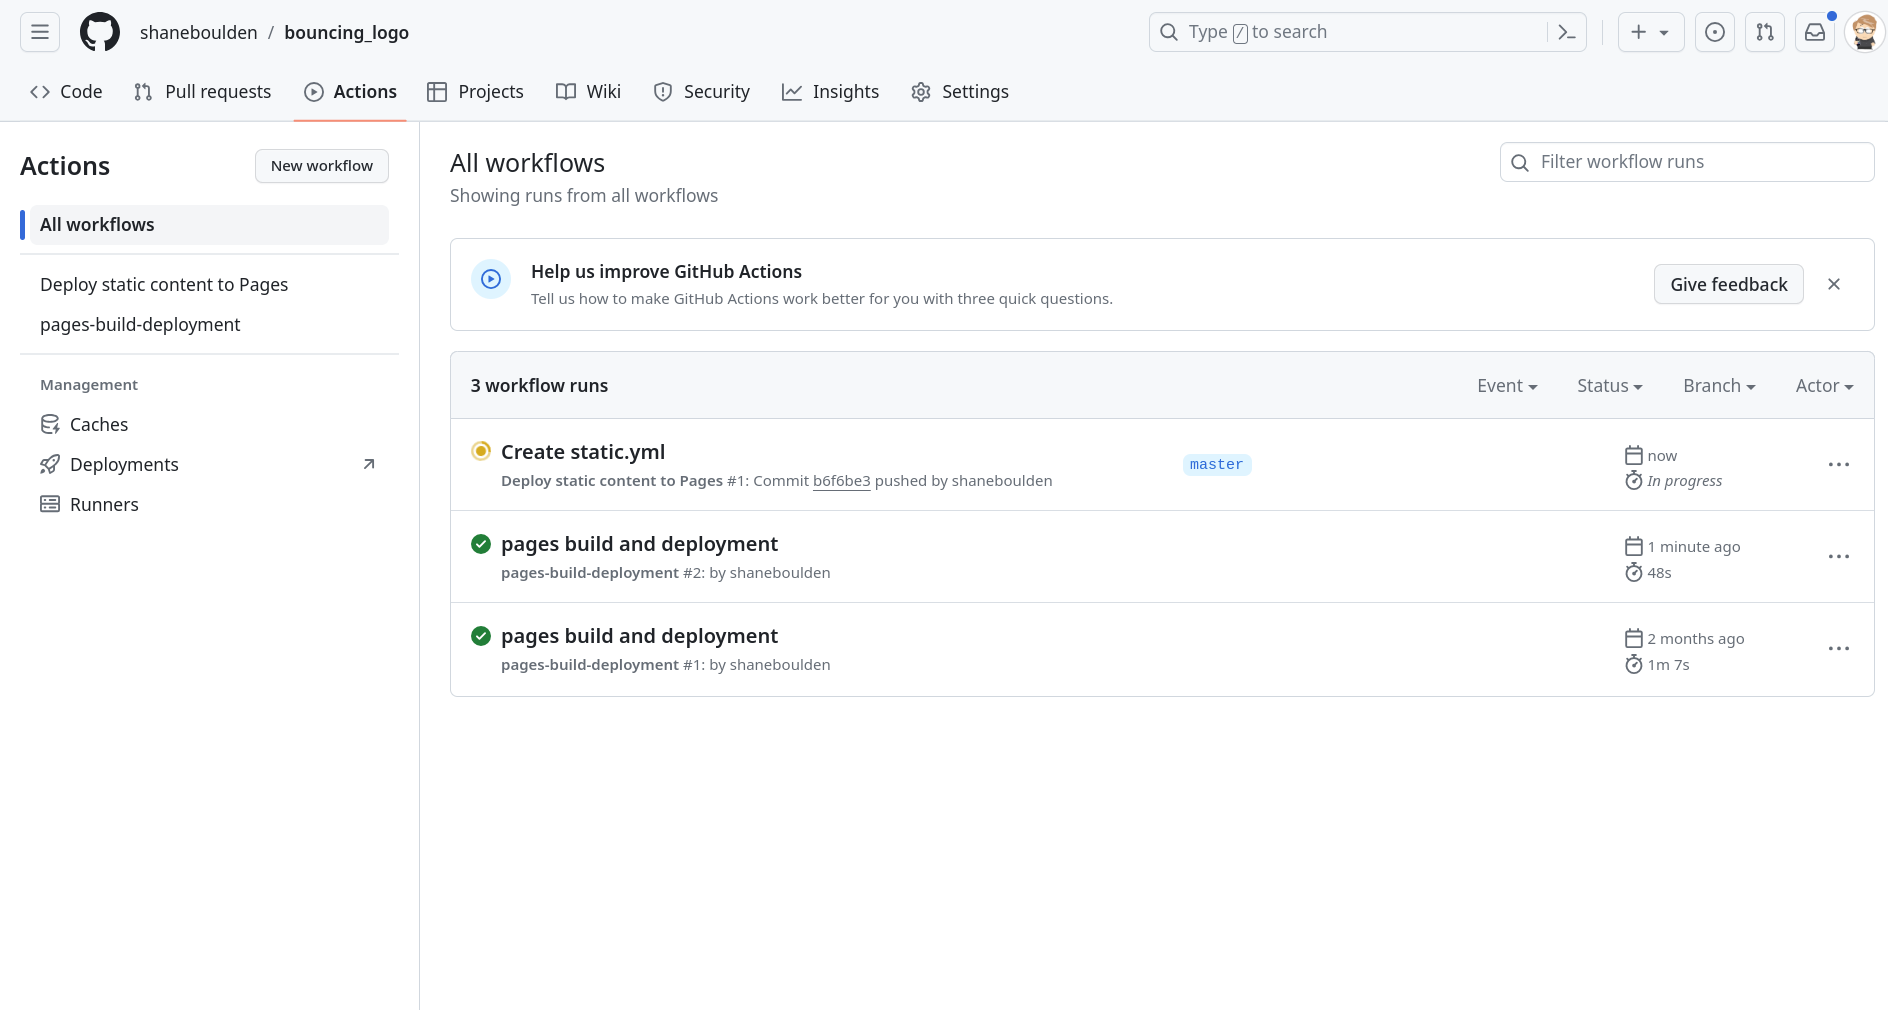 shaneboulden / bouncing_logo
Type / to search
Code
Pull requests
Actions
Projects
Wiki
Security
Insights
Settings
Actions
New workflow
All workflows
Deploy static content to Pages
pages-build-deployment
Management
Caches
Deployments
Runners
All workflows
Showing runs from all workflows
Filter workflow runs
Help us improve GitHub Actions
Tell us how to make GitHub Actions work better for you with three quick questions.
Give feedback
3 workflow runs
Event
Status
Branch
Actor
Create static.yml
Deploy static content to Pages #1: Commit b6f6be3 pushed by shaneboulden
master
now
In progress
pages build and deployment
pages-build-deployment #2: by shaneboulden
1 minute ago
48s
pages build and deployment
pages-build-deployment #1: by shaneboulden
2 months ago
1m 7s